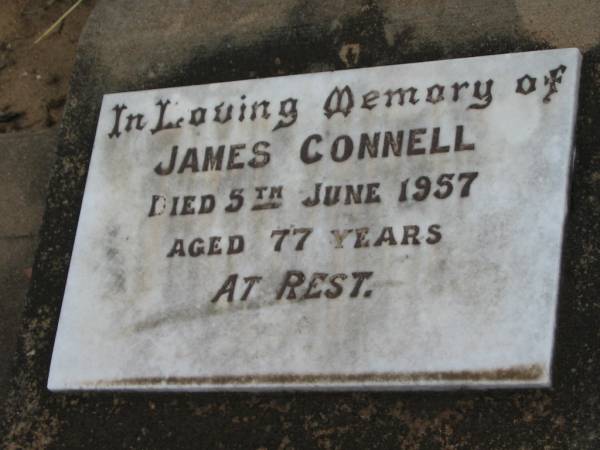 In Loving Memory of
JAMES CONNELL
DIED 5TH JUNE 1957
AGED 77 YEARS
AT REST.